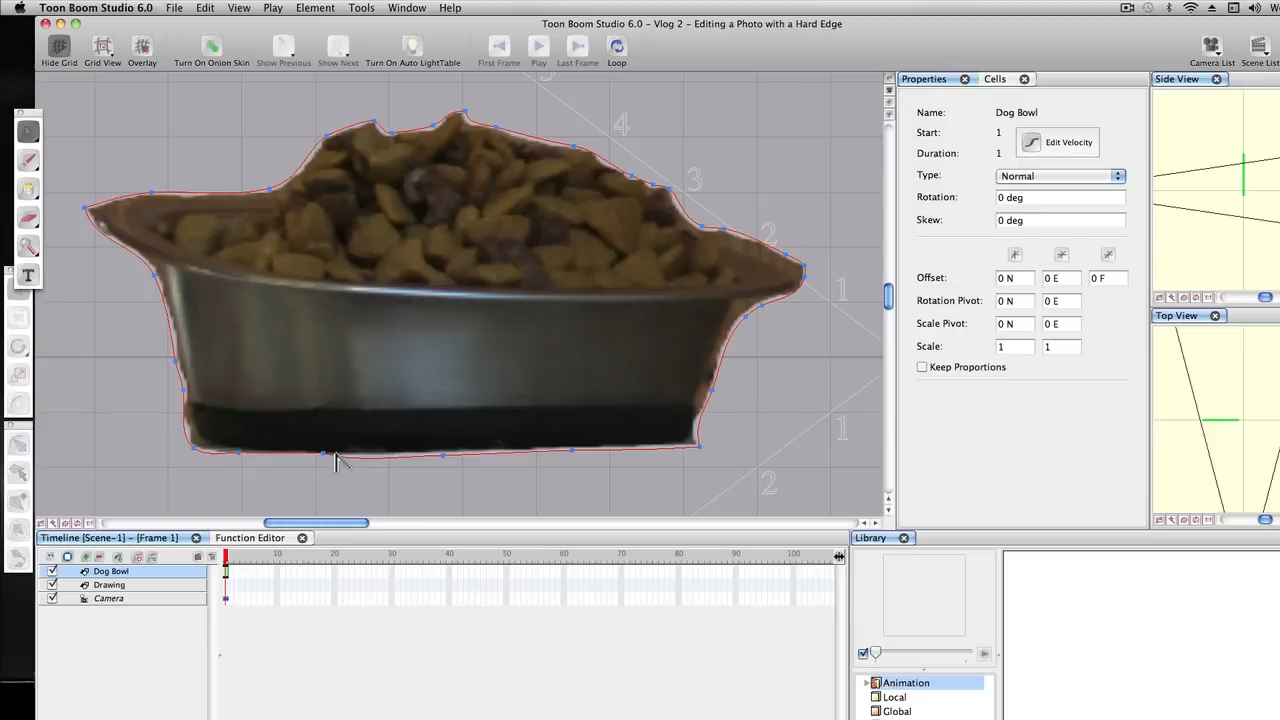 Toon Boom Studio 6.0 File Edit View Play Element Tools Window Help
Toon Boom Studio 6.0 - Vlog 2 - Editing a Photo with a Hard Edge
Hide Grid Grid View Overlay Turn On Onion Skin Show Previous Show Next Turn On Auto LightTable First Frame Play Last Frame Loop Camera List Scene List
Properties Cells Side View
Name: Dog Bowl
Start: 1
Duration: 1
Edit Velocity
Type: Normal
Rotation: 0 deg
Skew: 0 deg
Offset: 0 N 0 E 0 F
Rotation Pivot: 0 N 0 E
Scale Pivot: 0 N 0 E
Scale: 1 1
Keep Proportions
4
3
2
1
1
2
T
Top View
1:1
1:1
1:1
Timeline [Scene-1] - [Frame 1] Function Editor Library
10 20 30 40 50 60 70 80 90 100
Dog Bowl
Drawing
Camera
Animation
Local
Global